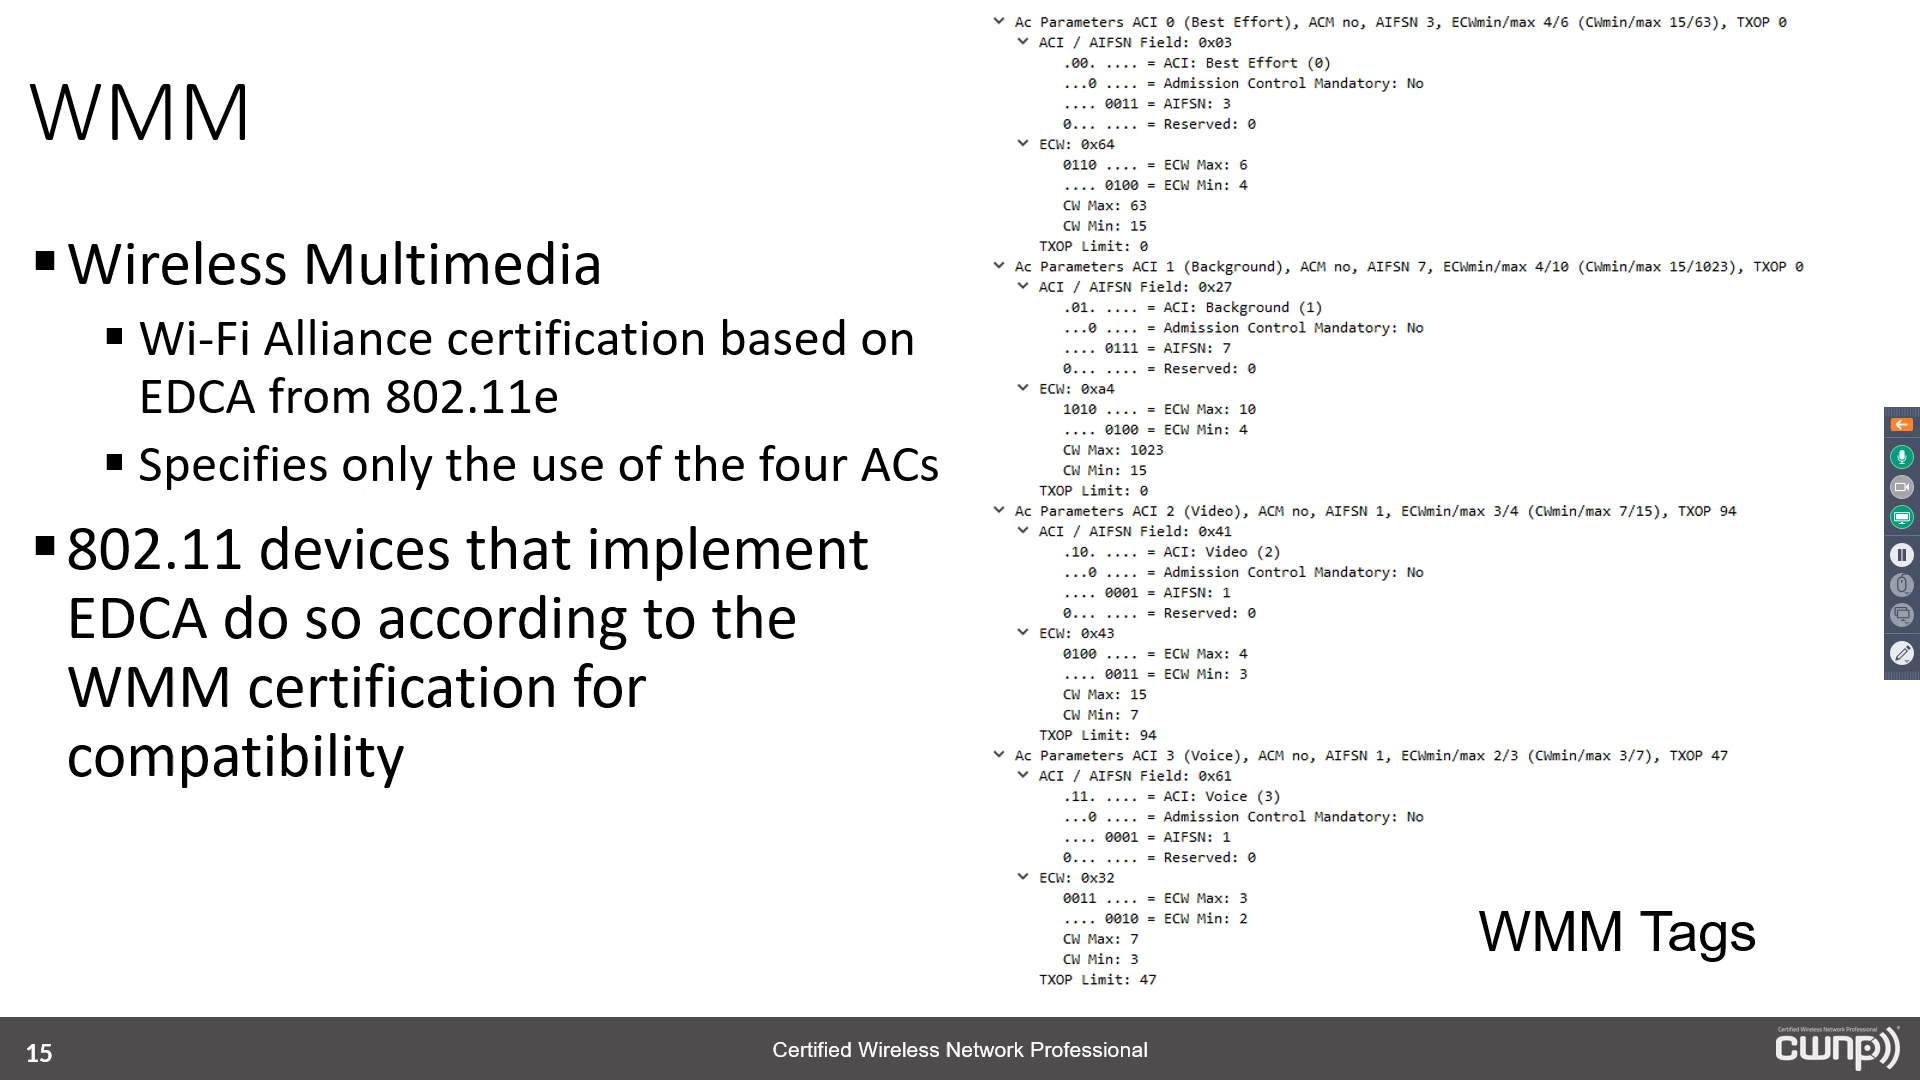 WMM
Wireless Multimedia
Wi-Fi Alliance certification based on
EDCA from 802.11e
Specifies only the use of the four ACs
802.11 devices that implement
EDCA do so according to the
WMM certification for
compatibility
Ac Parameters ACI 0 (Best Effort), ACM no, AIFSN 3, ECWmin/max 4/6 (CWmin/max 15/63), TXOP 0
ACI / AIFSN Field: 0x03
.00. .... = ACI: Best Effort (0)
...0 .... = Admission Control Mandatory: No
.... 0011 = AIFSN: 3
0... .... = Reserved: 0
ECW: 0x64
0110 .... = ECW Max: 6
.... 0100 = ECW Min: 4
CW Max: 63
CW Min: 15
TXOP Limit: 0
Ac Parameters ACI 1 (Background), ACM no, AIFSN 7, ECWmin/max 4/10 (CWmin/max 15/1023), TXOP 0
ACI / AIFSN Field: 0x27
.01. .... = ACI: Background (1)
...0 .... = Admission Control Mandatory: No
.... 0111 = AIFSN: 7
0... .... = Reserved: 0
ECW: 0xa4
1010 .... = ECW Max: 10
.... 0100 = ECW Min: 4
CW Max: 1023
CW Min: 15
TXOP Limit: 0
Ac Parameters ACI 2 (Video), ACM no, AIFSN 1, ECWmin/max 3/4 (CWmin/max 7/15), TXOP 94
ACI / AIFSN Field: 0x41
.10. .... = ACI: Video (2)
...0 .... = Admission Control Mandatory: No
.... 0001 = AIFSN: 1
0... .... = Reserved: 0
ECW: 0x43
0100 .... = ECW Max: 4
.... 0011 = ECW Min: 3
CW Max: 15
CW Min: 7
TXOP Limit: 94
Ac Parameters ACI 3 (Voice), ACM no, AIFSN 1, ECWmin/max 2/3 (CWmin/max 3/7), TXOP 47
ACI / AIFSN Field: 0x61
.11. .... = ACI: Voice (3)
...0 .... = Admission Control Mandatory: No
.... 0001 = AIFSN: 1
0... .... = Reserved: 0
ECW: 0x32
0011 .... = ECW Max: 3
.... 0010 = ECW Min: 2
CW Max: 7
CW Min: 3
TXOP Limit: 47
WMM Tags
15
Certified Wireless Network Professional
Certified Wireless Network Professional
cwnp